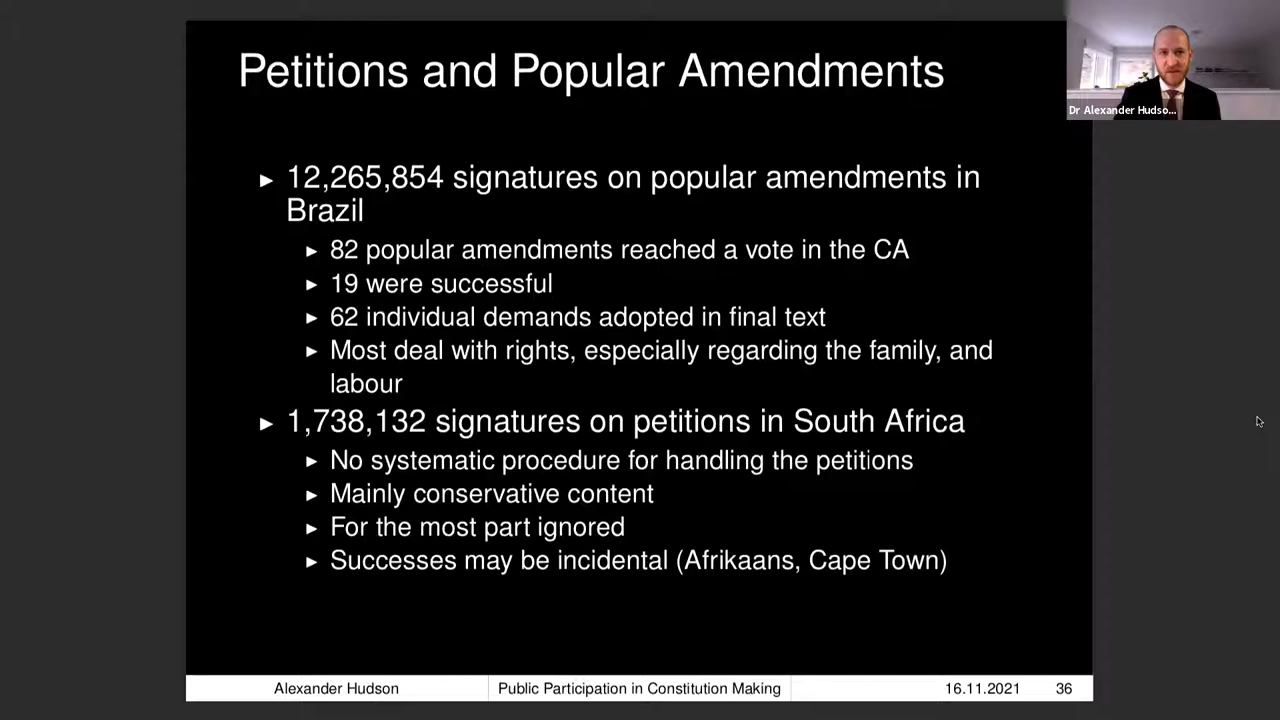 Petitions and Popular Amendments
Dr Alexander Hudso...
► 12,265,854 signatures on popular amendments in
Brazil
► 82 popular amendments reached a vote in the CA
► 19 were successful
► 62 individual demands adopted in final text
► Most deal with rights, especially regarding the family, and
labour
► 1,738,132 signatures on petitions in South Africa
► No systematic procedure for handling the petitions
► Mainly conservative content
► For the most part ignored
► Successes may be incidental (Afrikaans, Cape Town)
Alexander Hudson Public Participation in Constitution Making 16.11.2021 36